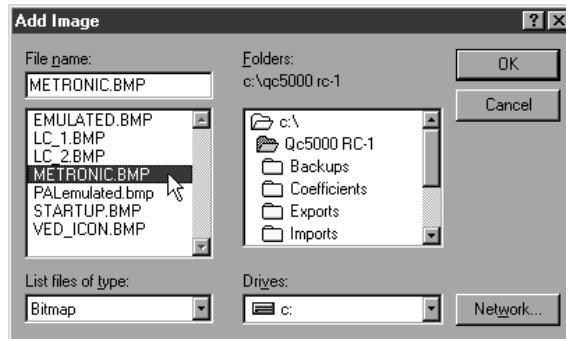 Add Image
File name:
METRONIC.BMP
EMULATED.BMP
LC_1.BMP
LC_2.BMP
METRONIC.BMP
PALemulated.bmp
STARTUP.BMP
VED_ICON.BMP
List files of type:
Bitmap
Folders:
c:\qc5000 rc-1
c:\
Qc5000 RC-1
Backups
Coefficients
Exports
Imports
Drives:
c:
OK
Cancel
Network...